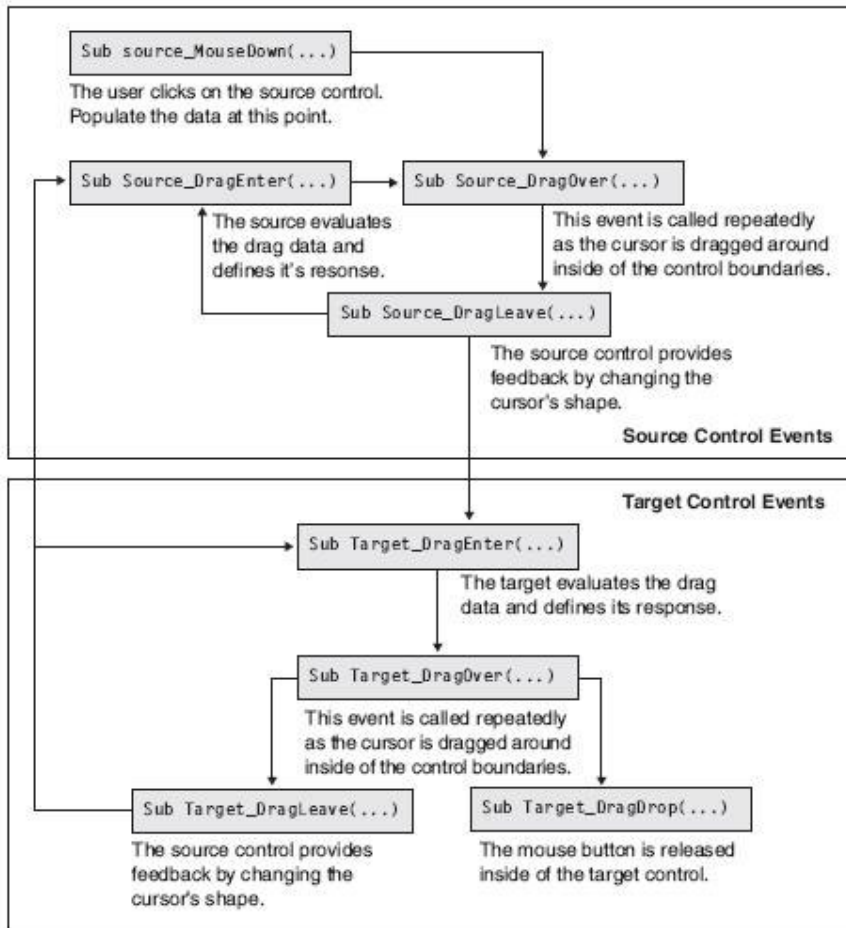 Sub source_MouseDown(...)
The user clicks on the source control.
Populate the data at this point.
Sub Source_DragEnter(...)
Sub Source_DragOver(...)
The source evaluates
the drag data and
defines it's resonse.
This event is called repeatedly
as the cursor is dragged around
inside of the control boundaries.
Sub Source_DragLeave(...)
The source control provides
feedback by changing the
cursor's shape.
Source Control Events
Target Control Events
Sub Target_DragEnter(...)
The target evaluates the drag
data and defines its response.
Sub Target_DragOver(...)
This event is called repeatedly
as the cursor is dragged around
inside of the control boundaries.
Sub Target_DragLeave(...)
The source control provides
feedback by changing the
cursor's shape.
Sub Target_DragDrop(...)
The mouse button is released
inside of the target control.